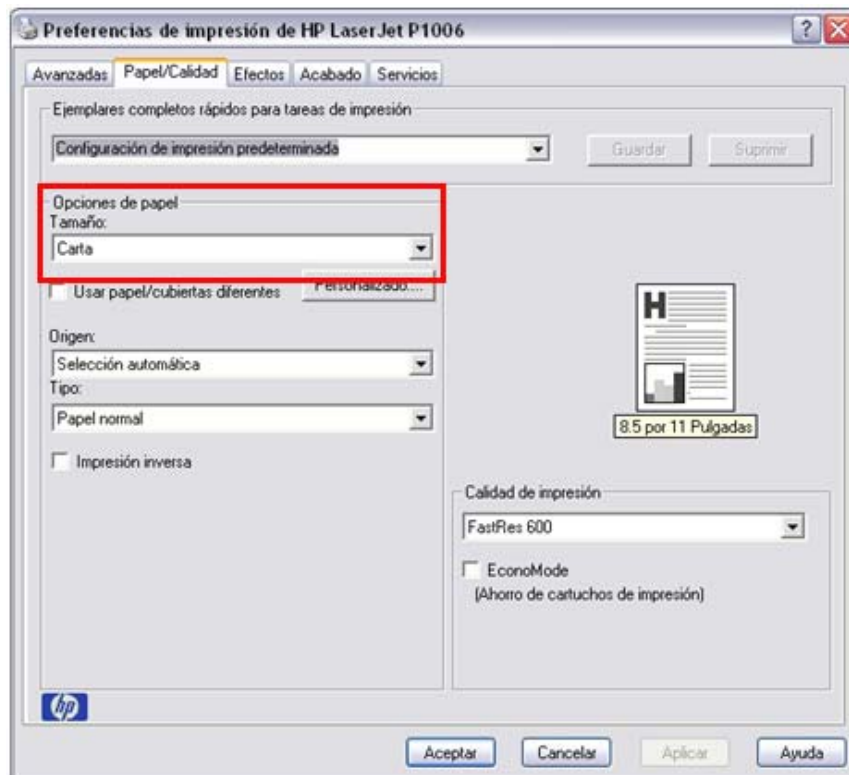 Preferencias de impresión de HP LaserJet P1006
Avanzadas Papel/Calidad Efectos Acabado Servicios
Ejemplares completos rápidos para tareas de impresión
Configuración de impresión predeterminada Guardar Suprimir
Opciones de papel
Tamaño:
Carta
Usar papel/cubiertas diferentes Personalizado....
Origen:
Selección automática
Tipo:
Papel normal
Impresión inversa
H
8.5 por 11 Pulgadas
Calidad de impresión
FastRes 600
EconoMode
(Ahorro de cartuchos de impresión)
hp
Aceptar Cancelar Aplicar Ayuda